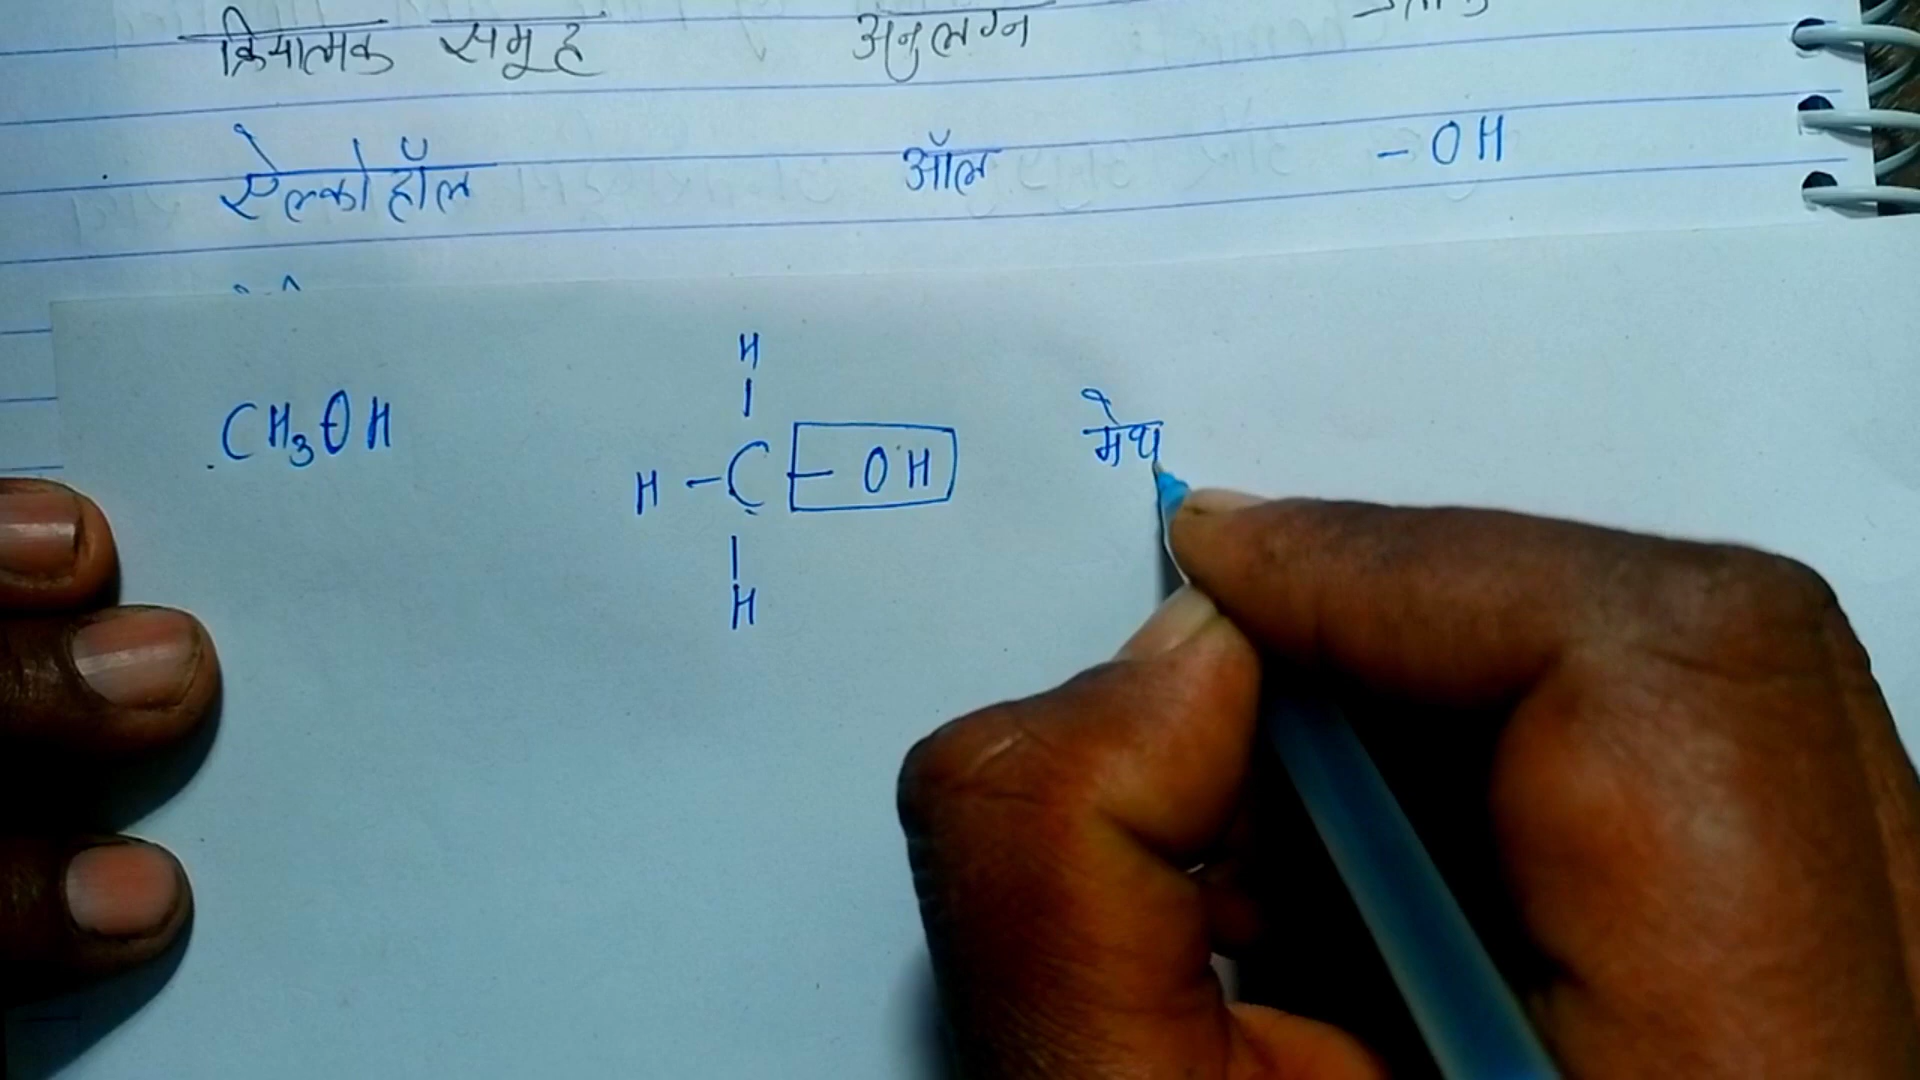 क्रियात्मक समूह अनुलग्न
ऐल्कोहॉल ऑल – OH
H
|
CH₃OH H – C – OH मेथ
|
H